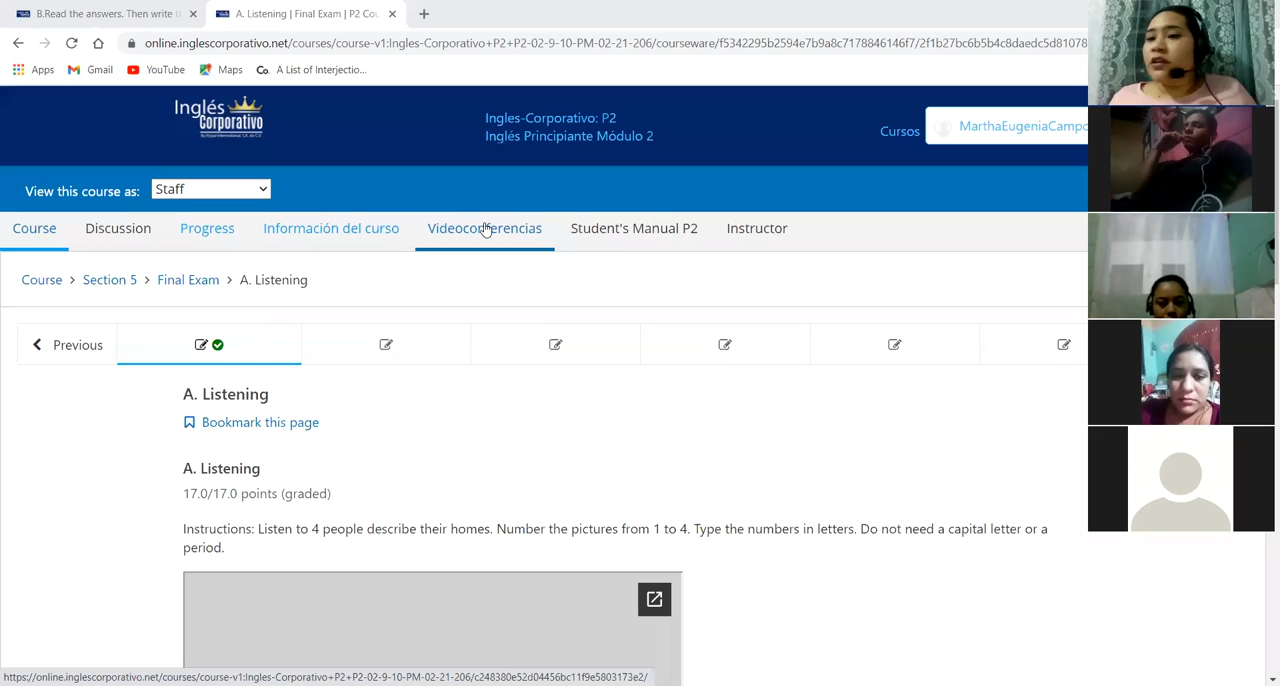 B.Read the answers. Then write t
A. Listening | Final Exam | P2 Cou
online.inglescorporativo.net/courses/course-v1:Ingles-Corporativo+P2+P2-02-9-10-PM-02-21-206/courseware/f5342295b2594e7b9a8c7178846146f7/2f1b27bc6b5b4c8daedc5d81078
Apps
Gmail
YouTube
Maps
Co.
A List of Interjectio...
Inglés
Corporativo
Ingles-Corporativo: P2
Inglés Principiante Módulo 2
Cursos
MarthaEugeniaCampo
View this course as:
Staff
Course
Discussion
Progress
Información del curso
Videoconferencias
Student's Manual P2
Instructor
Course > Section 5 > Final Exam > A. Listening
Previous
A. Listening
Bookmark this page
A. Listening
17.0/17.0 points (graded)
Instructions: Listen to 4 people describe their homes. Number the pictures from 1 to 4. Type the numbers in letters. Do not need a capital letter or a
period.
https://online.inglescorporativo.net/courses/course-v1:Ingles-Corporativo+P2+P2-02-9-10-PM-02-21-206/c248380e52d04456bc11f9e5803173e2/